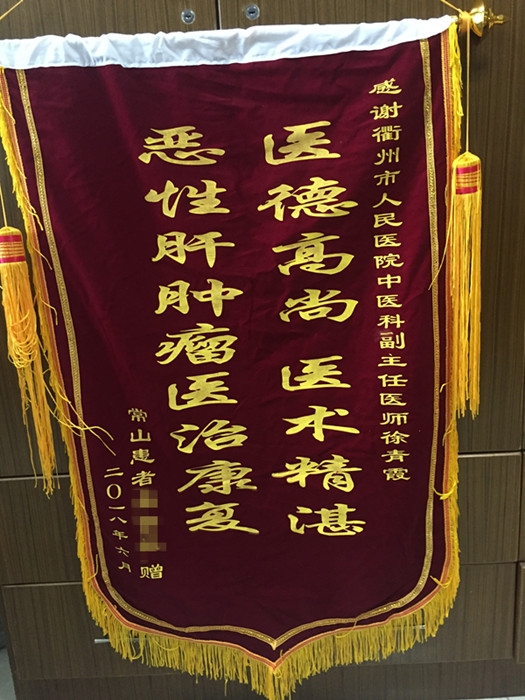 感谢衢州市人民医院中医科副主任医师徐青霞
医德高尚 医术精湛
恶性肝肿瘤医治康复
常山患者 赠
二〇一八年六月